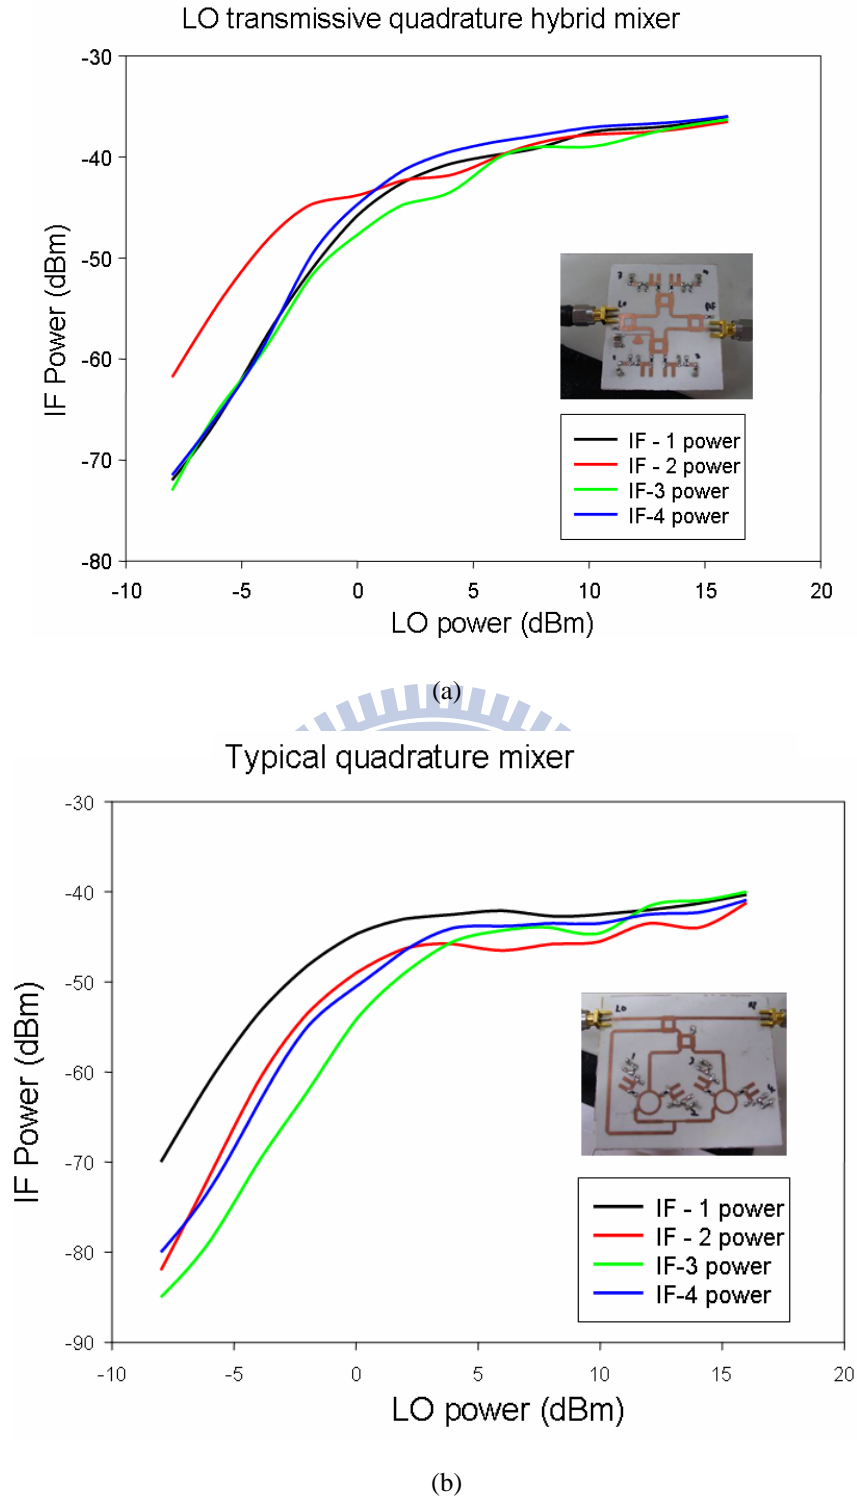 LO transmissive quadrature hybrid mixer
-30
-40
-50
-60
-70
-80
IF Power (dBm)
-10
-5
0
5
10
15
20
LO power (dBm)
IF - 1 power
IF - 2 power
IF-3 power
IF-4 power
(a)
Typical quadrature mixer
-30
-40
-50
-60
-70
-80
-90
IF Power (dBm)
-10
-5
0
5
10
15
20
LO power (dBm)
LO
IF - 1 power
IF - 2 power
IF-3 power
IF-4 power
(b)